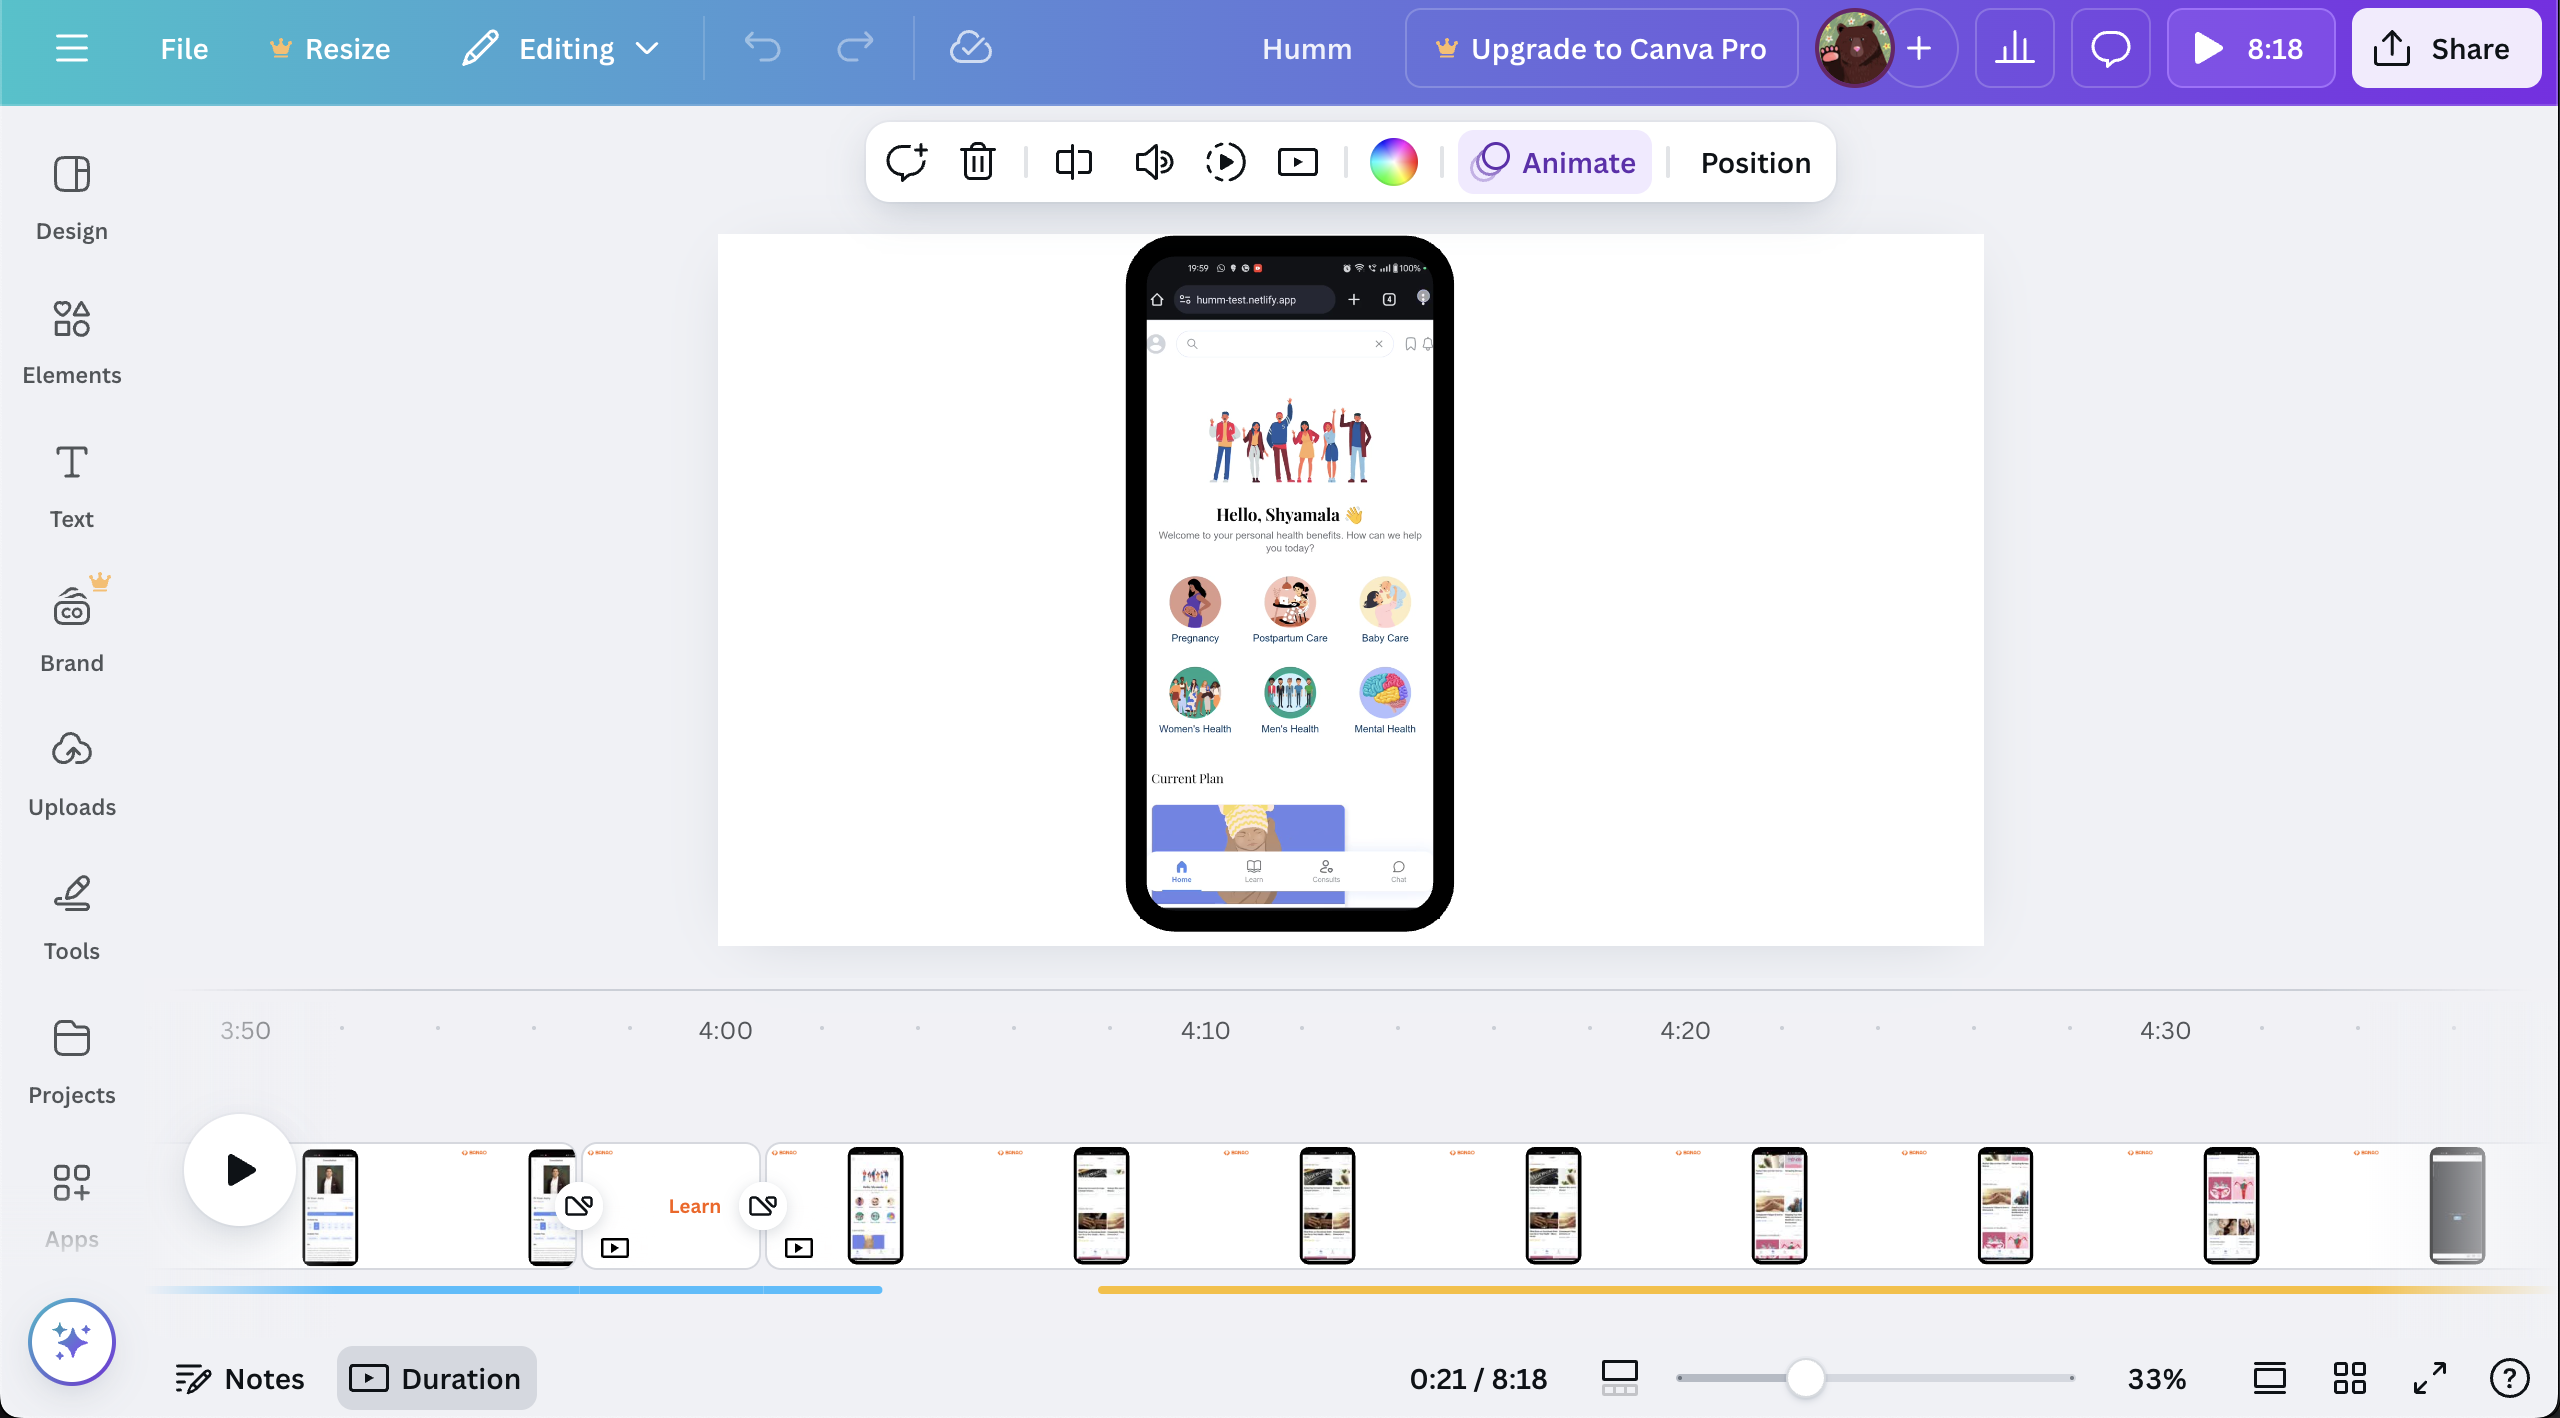 File
Resize
Editing
Humm
Upgrade to Canva Pro
8:18
Share
Animate
Position
Design
Elements
Text
CO
Brand
Uploads
Tools
Projects
Apps
19:59
100%
humm-test.netlify.app
4
Hello, Shyamala 👋
Welcome to your personal health benefits. How can we help
you today?
Pregnancy
Postpartum Care
Baby Care
Women's Health
Men's Health
Mental Health
Current Plan
Home
Learn
Consults
Chat
3:50
4:00
4:10
4:20
4:30
Learn
Notes
Duration
0:21 / 8:18
33%
?